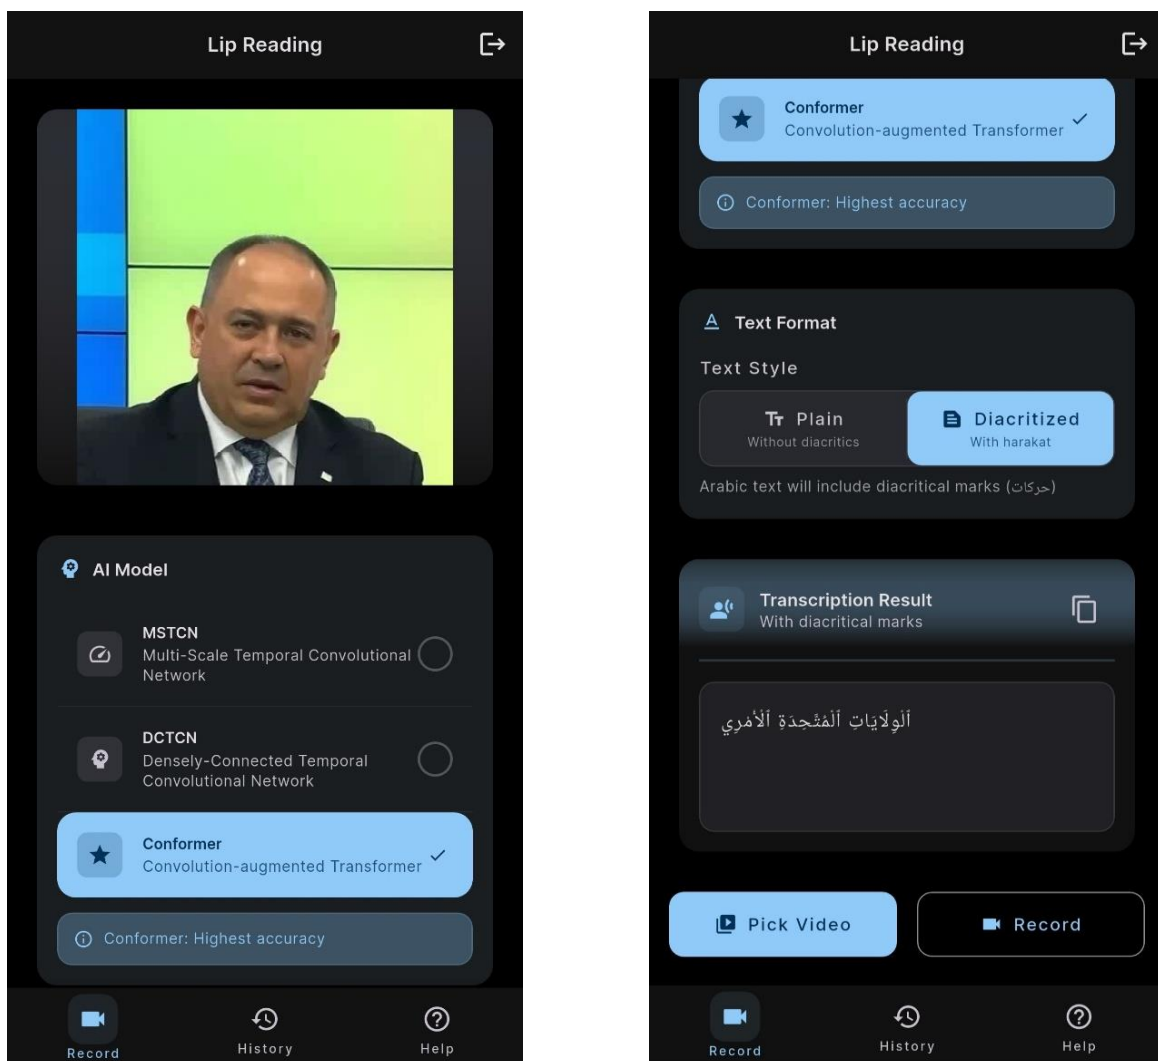 Lip Reading
AI Model
MSTCN
Multi-Scale Temporal Convolutional
Network
DCTCN
Densely-Connected Temporal
Convolutional Network
Conformer
Convolution-augmented Transformer
Conformer: Highest accuracy
Record
History
Help
Lip Reading
Conformer
Convolution-augmented Transformer
Conformer: Highest accuracy
Text Format
Text Style
Plain
Without diacritics
Diacritized
With harakat
Arabic text will include diacritical marks (حركات)
Transcription Result
With diacritical marks
ٱلْوِلَايَاتِ ٱلْمُتَّحِدَةِ ٱلْأَمْرِي
Pick Video
Record
Record
History
Help